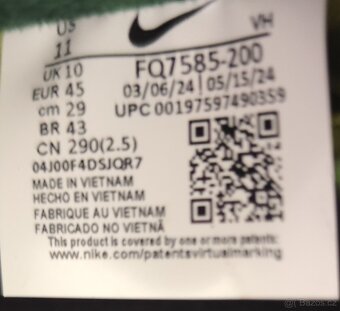 US VH
11
UK 10 FQ7585-200
EUR 45 03/06/24 05/15/24
cm 29 UPC 00197597490359
BR 43
CN 290(2.5)
04J00F4DSJQR7
MADE IN VIETNAM
HECHO EN VIETNAM
FABRIQUE AU VIETNAM
FABRICADO NO VIETNÃ
This product is covered by one or more patents:
www.nike.com/patentsvirtualmarking